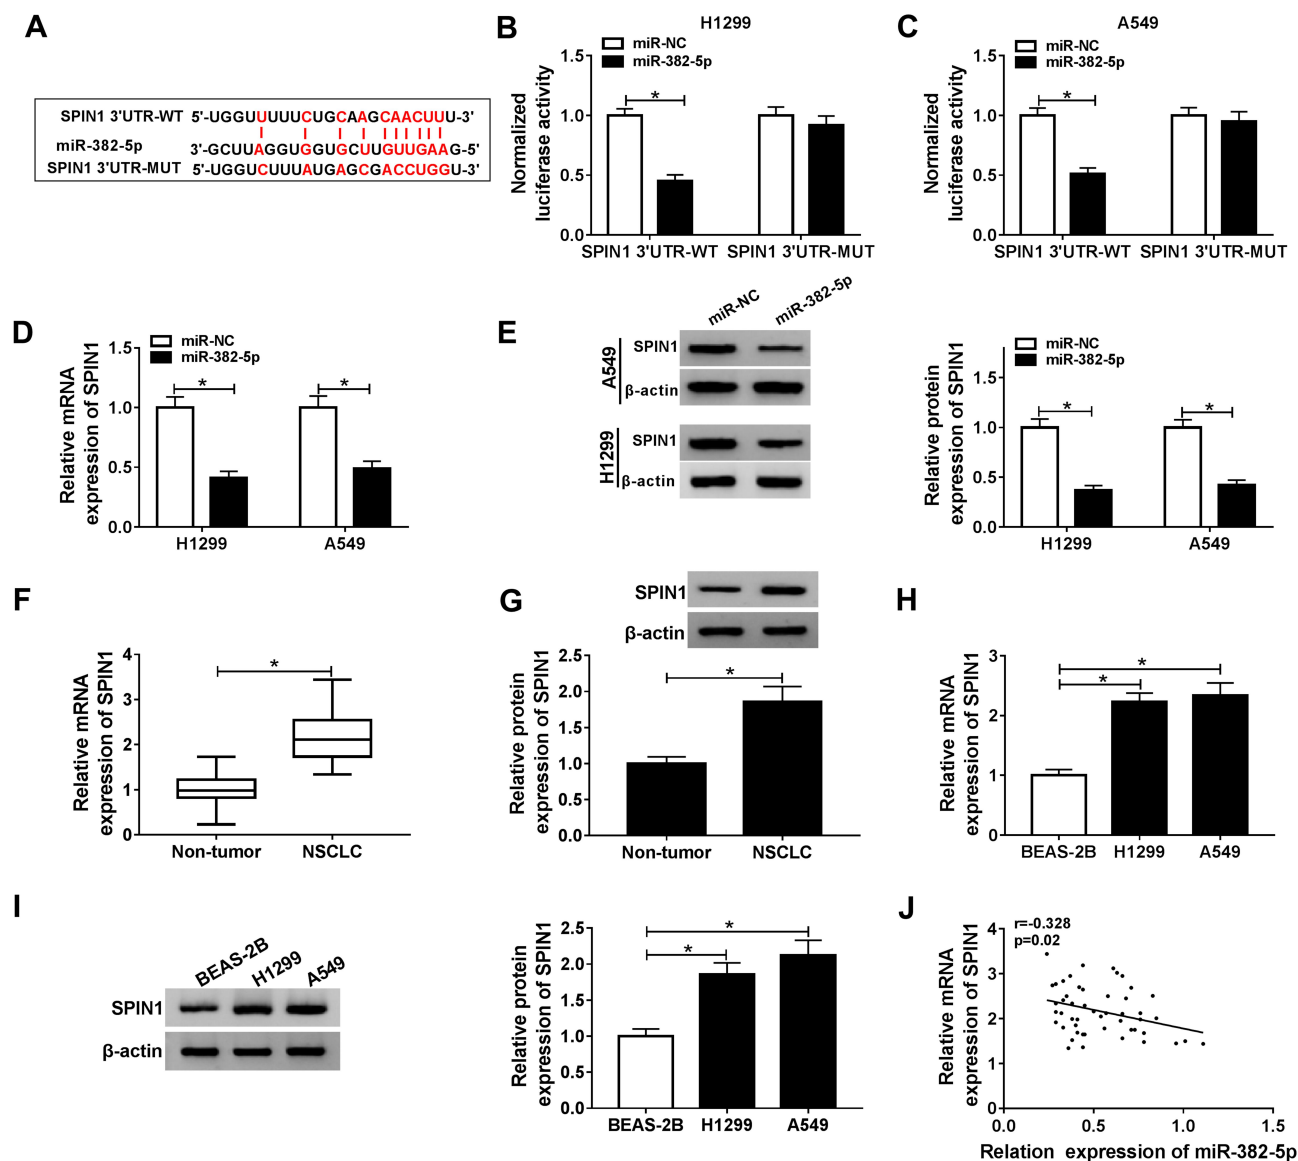 A
SPIN1 3'UTR-WT 5'-UGGUUUUUCUGCAAGCAACUUU-3'
miR-382-5p 3'-GCUUAGGUGGUGCUUGUUGAAG-5'
SPIN1 3'UTR-MUT 5'-UGGUCUUUAUGAGCGACCUGGU-3'
B
H1299
miR-NC
miR-382-5p
Normalized
luciferase activity
1.5
1.0
0.5
0.0
*
SPIN1 3'UTR-WT SPIN1 3'UTR-MUT
C
A549
miR-NC
miR-382-5p
Normalized
luciferase activity
1.5
1.0
0.5
0.0
*
SPIN1 3'UTR-WT SPIN1 3'UTR-MUT
D
miR-NC
miR-382-5p
Relative mRNA
expression of SPIN1
1.5
1.0
0.5
0.0
* *
H1299 A549
E
miR-NC miR-382-5p
A549
SPIN1
β-actin
H1299
SPIN1
β-actin
miR-NC
miR-382-5p
Relative protein
expression of SPIN1
1.5
1.0
0.5
0.0
* *
H1299 A549
F
Relative mRNA
expression of SPIN1
4
3
2
1
0
*
Non-tumor NSCLC
G
SPIN1
β-actin
Relative protein
expression of SPIN1
2.5
2.0
1.5
1.0
0.5
0.0
*
Non-tumor NSCLC
H
Relative mRNA
expression of SPIN1
3
2
1
0
*
*
BEAS-2B H1299 A549
I
BEAS-2B H1299 A549
SPIN1
β-actin
Relative protein
expression of SPIN1
2.5
2.0
1.5
1.0
0.5
0.0
*
*
BEAS-2B H1299 A549
J
r=-0.328
p=0.02
Relative mRNA
expression of SPIN1
4
3
2
1
0
0.0 0.5 1.0 1.5
Relation expression of miR-382-5p